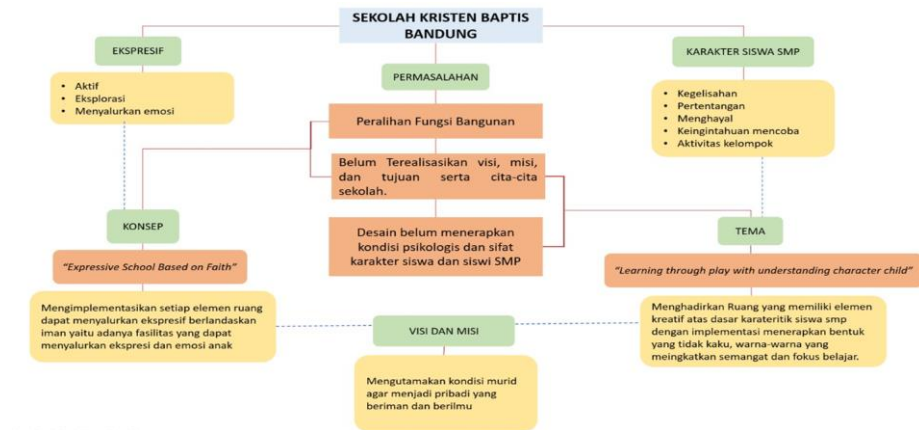 SEKOLAH KRISTEN BAPTIS
BANDUNG
EKSPRESIF
• Aktif
• Eksplorasi
• Menyalurkan emosi
PERMASALAHAN
Peralihan Fungsi Bangunan
Belum Terealisasikan visi, misi,
dan tujuan serta cita-cita
sekolah.
Desain belum menerapkan
kondisi psikologis dan sifat
karakter siswa dan siswi SMP
KARAKTER SISWA SMP
• Kegelisahan
• Pertentangan
• Menghayal
• Keingintahuan mencoba
• Aktivitas kelompok
KONSEP
"Expressive School Based on Faith"
Mengimplementasikan setiap elemen ruang
dapat menyalurkan ekspresif berlandaskan
iman yaitu adanya fasilitas yang dapat
menyalurkan ekspresi dan emosi anak
TEMA
"Learning through play with understanding character child"
Menghadirkan Ruang yang memiliki elemen
kreatif atas dasar karateritik siswa smp
dengan implementasi menerapkan bentuk
yang tidak kaku, warna-warna yang
meingkatkan semangat dan fokus belajar.
VISI DAN MISI
Mengutamakan kondisi murid
agar menjadi pribadi yang
beriman dan berilmu